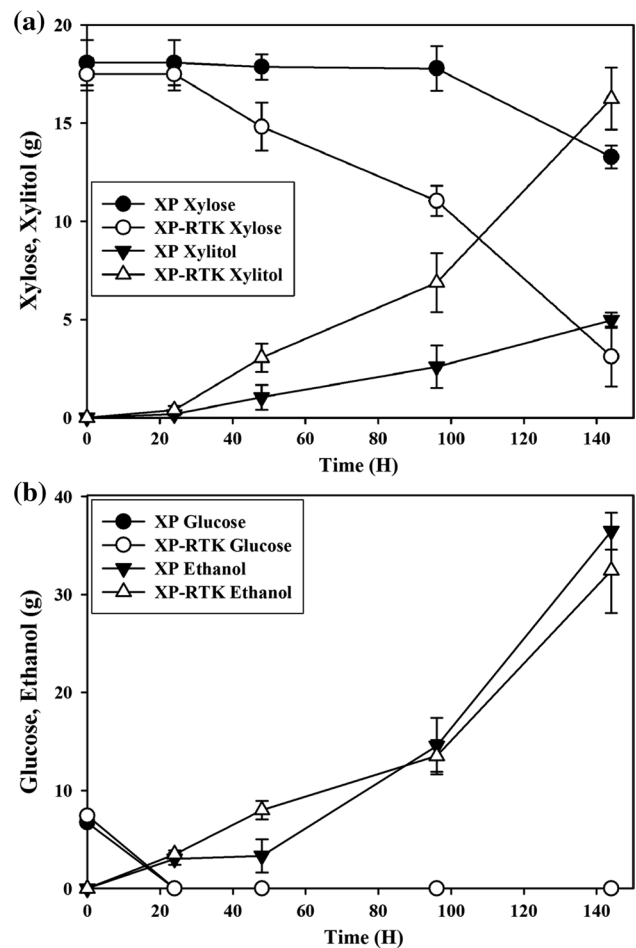 (a)
20
15
10
5
0
Xylose, Xylitol (g)
XP Xylose
XP-RTK Xylose
XP Xylitol
XP-RTK Xylitol
0 20 40 60 80 100 120 140
Time (H)
(b)
40
30
20
10
0
Glucose, Ethanol (g)
XP Glucose
XP-RTK Glucose
XP Ethanol
XP-RTK Ethanol
0 20 40 60 80 100 120 140
Time (H)